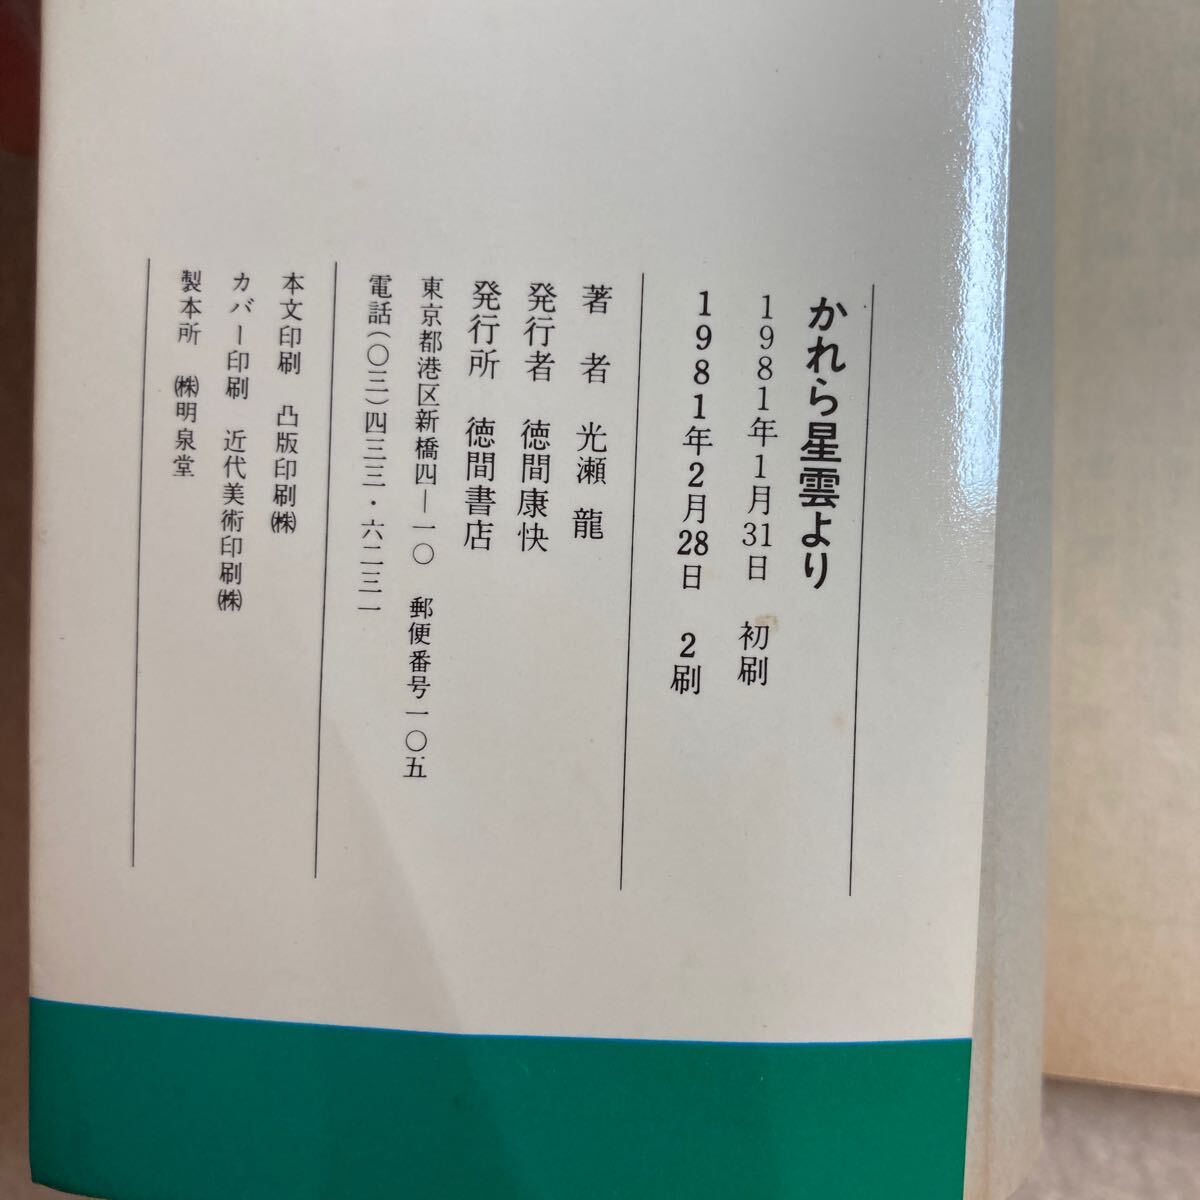 かれら星雲より
1981年1月31日　初刷
1981年2月28日　2刷
著　者　光瀬　龍
発行者　徳間康快
発行所　徳間書店
東京都港区新橋四―一〇　郵便番号一〇五
電話(〇三)四三三・六二三一
本文印刷　凸版印刷㈱
カバー印刷　近代美術印刷㈱
製本所　㈱明泉堂